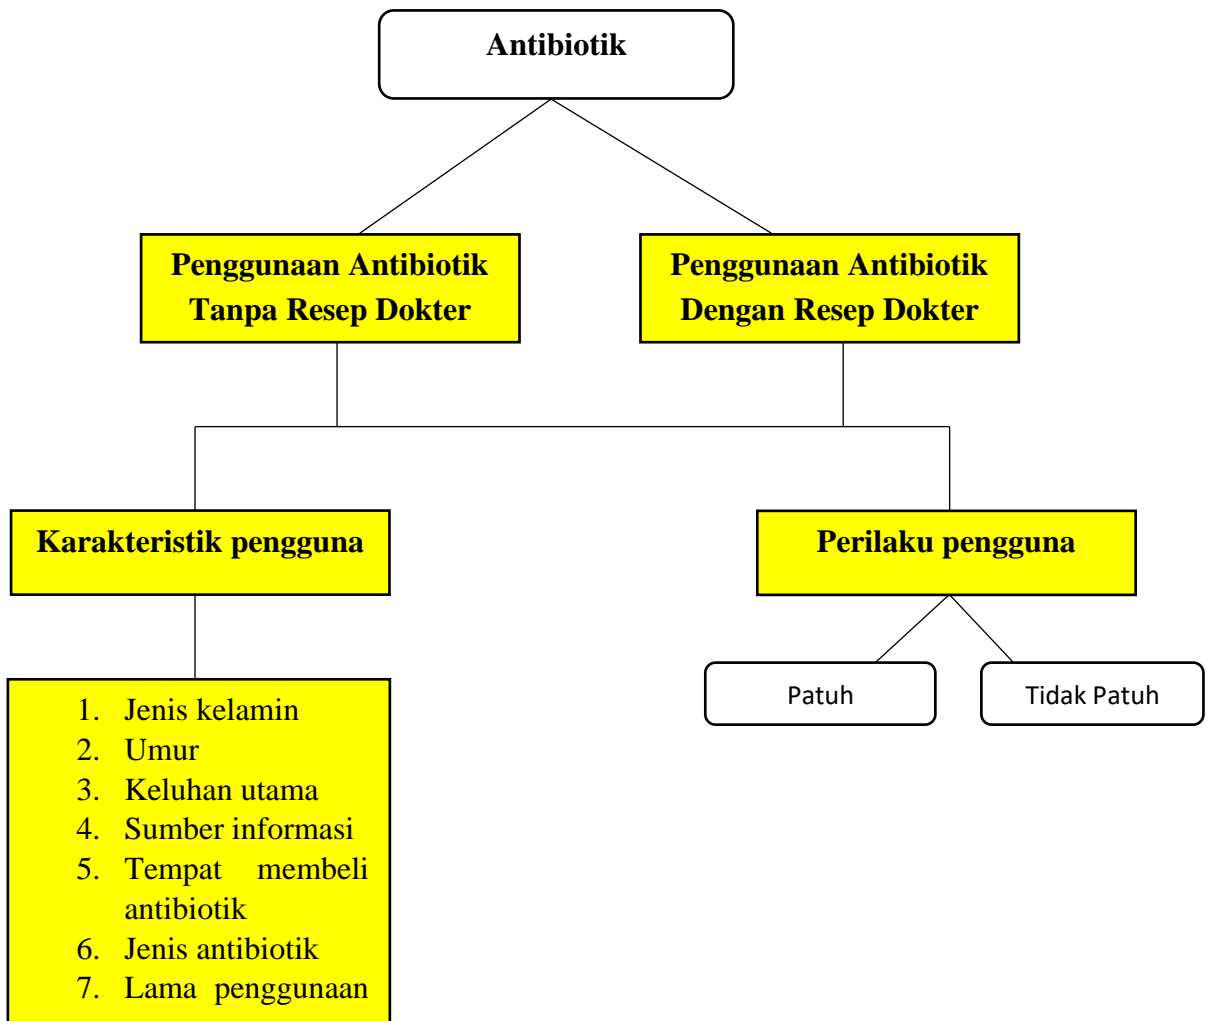 Antibiotik
Penggunaan Antibiotik
Tanpa Resep Dokter
Penggunaan Antibiotik
Dengan Resep Dokter
Karakteristik pengguna
Perilaku pengguna
Patuh
Tidak Patuh
1. Jenis kelamin
2. Umur
3. Keluhan utama
4. Sumber informasi
5. Tempat membeli
antibiotik
6. Jenis antibiotik
7. Lama penggunaan